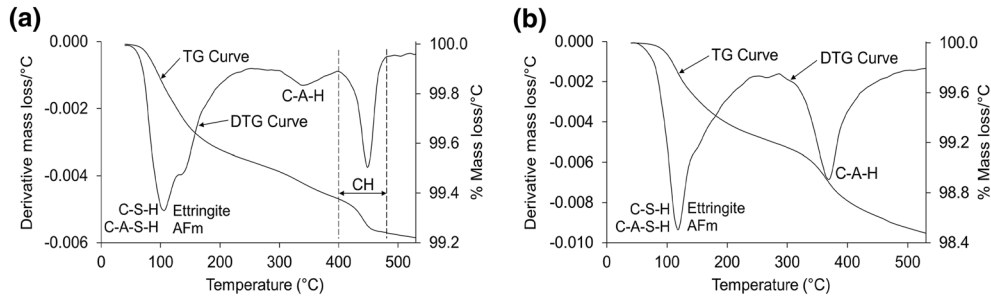 (a)
0.000
-0.002
-0.004
-0.006
Derivative mass loss/°C
100.0
99.8
99.6
99.4
99.2
% Mass loss/°C
TG Curve
DTG Curve
C-A-H
CH
C-S-H Ettringite
C-A-S-H AFm
0 100 200 300 400 500
Temperature (°C)
(b)
0.000
-0.002
-0.004
-0.006
-0.008
-0.010
Derivative mass loss/°C
100.0
99.6
99.2
98.8
98.4
% Mass loss/°C
TG Curve
DTG Curve
C-A-H
C-S-H Ettringite
C-A-S-H AFm
0 100 200 300 400 500
Temperature (°C)